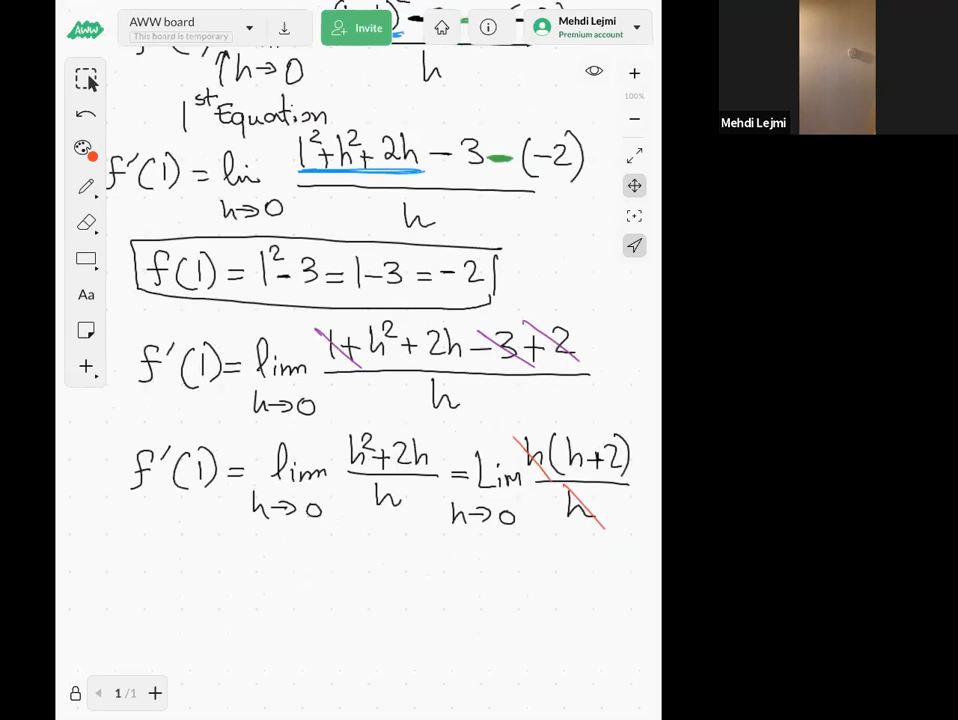 AWW board
This board is temporary
Invite
Mehdi Lejmi
Premium account
h→0
h
1st Equation
100%
f'(1) = lim 1²+h²+2h - 3 - (-2)
h→0 h
f(1) = 1² - 3 = 1 - 3 = -2
Aa
f'(1) = lim 1+h²+2h-3+2
h→0 h
f'(1) = lim h²+2h / h = Lim h(h+2) / h
h→0 h→0
1/1
Mehdi Lejmi